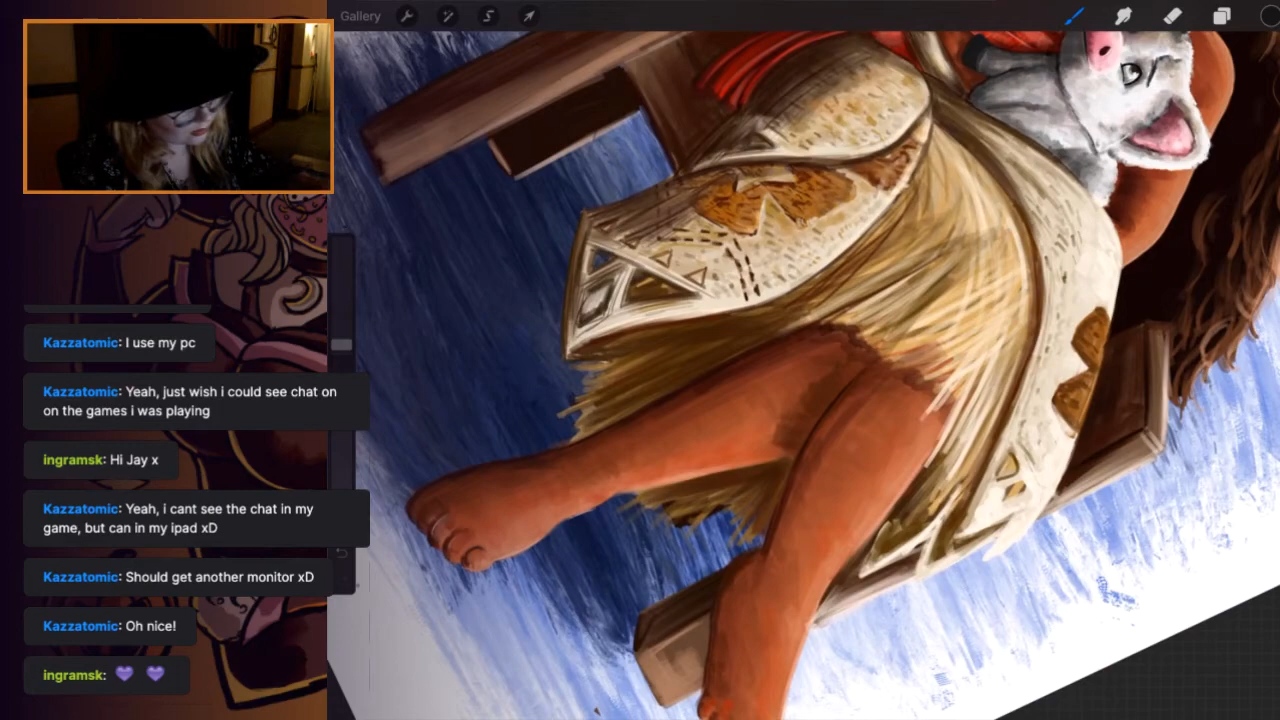 Gallery
Kazzatomic: I use my pc
Kazzatomic: Yeah, just wish i could see chat on
on the games i was playing
ingramsk: Hi Jay x
Kazzatomic: Yeah, i cant see the chat in my
game, but can in my ipad xD
Kazzatomic: Should get another monitor xD
Kazzatomic: Oh nice!
ingramsk: 💜 💜